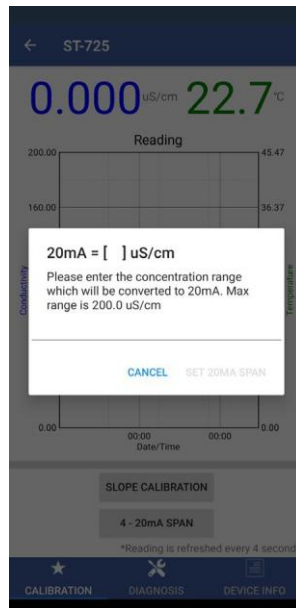 ← ST-725
0.000 uS/cm 22.7 °C
Reading
200.00 45.47
160.00 36.37
20mA = [ ] uS/cm
Please enter the concentration range
which will be converted to 20mA. Max
range is 200.0 uS/cm
Conductivity
Temperature
CANCEL SET 20MA SPAN
0.00 0.00
00:00 00:00
Date/Time
SLOPE CALIBRATION
4 - 20mA SPAN
*Reading is refreshed every 4 second
CALIBRATION DIAGNOSIS DEVICE INFO